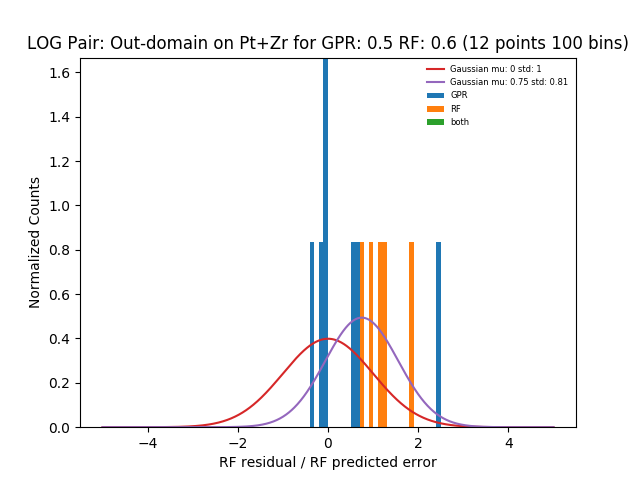 LOG Pair: Out-domain on Pt+Zr for GPR: 0.5 RF: 0.6 (12 points 100 bins)
Gaussian mu: 0 std: 1
Gaussian mu: 0.75 std: 0.81
GPR
RF
both
Normalized Counts
1.6
1.4
1.2
1.0
0.8
0.6
0.4
0.2
0.0
−4
−2
0
2
4
RF residual / RF predicted error